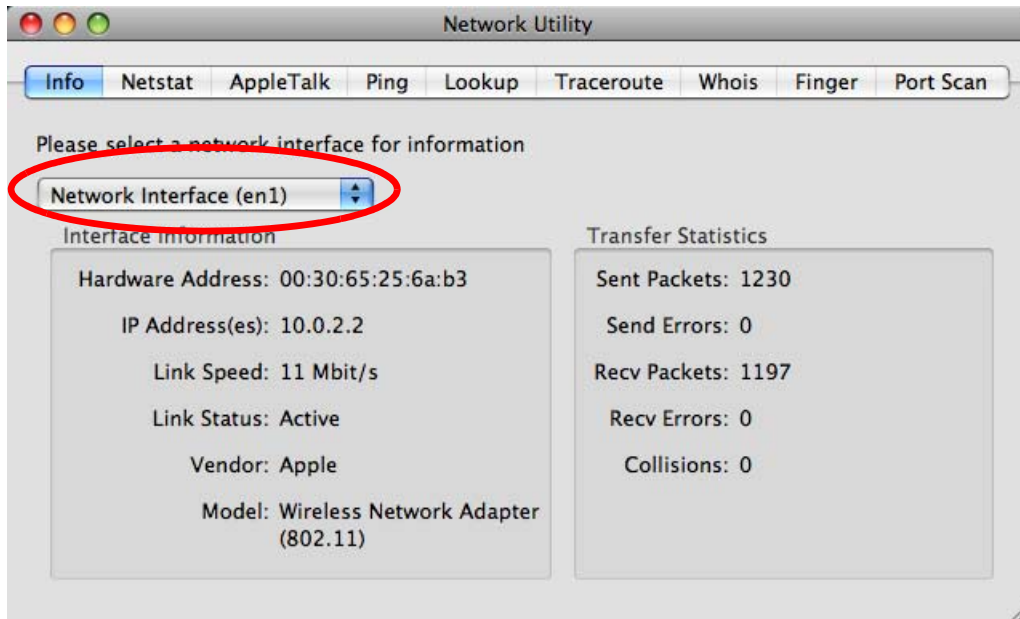 Network Utility
Info Netstat AppleTalk Ping Lookup Traceroute Whois Finger Port Scan
Please select a network interface for information
Network Interface (en1)
Interface Information
Hardware Address: 00:30:65:25:6a:b3
IP Address(es): 10.0.2.2
Link Speed: 11 Mbit/s
Link Status: Active
Vendor: Apple
Model: Wireless Network Adapter
(802.11)
Transfer Statistics
Sent Packets: 1230
Send Errors: 0
Recv Packets: 1197
Recv Errors: 0
Collisions: 0